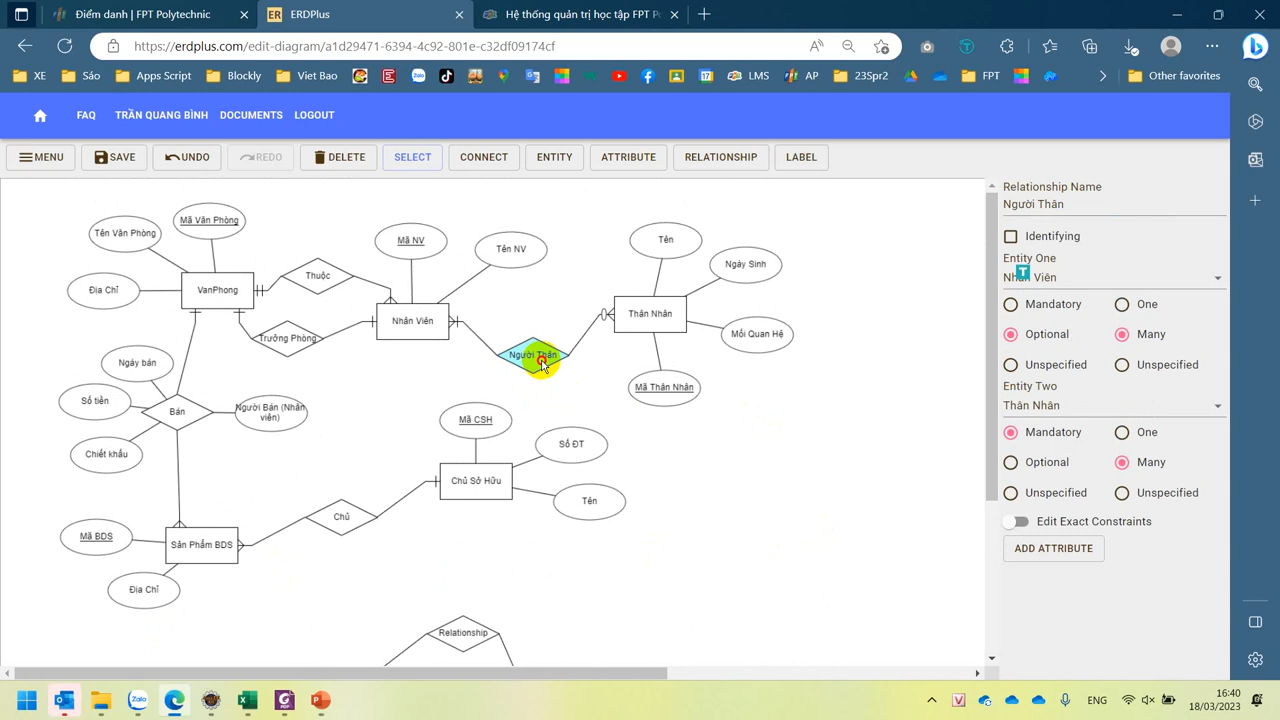 Điểm danh | FPT Polytechnic
ERDPlus
Hệ thống quản trị học tập FPT Po
https://erdplus.com/edit-diagram/a1d29471-6394-4c92-801e-c32df09174cf
XE
Sáo
Apps Script
Blockly
Viet Bao
LMS
AP
23Spr2
FPT
Other favorites
FAQ
TRẦN QUANG BÌNH
DOCUMENTS
LOGOUT
MENU
SAVE
UNDO
REDO
DELETE
SELECT
CONNECT
ENTITY
ATTRIBUTE
RELATIONSHIP
LABEL
Tên Văn Phòng
Mã Văn Phòng
Địa Chỉ
VanPhong
Thuộc
Trưởng Phòng
Mã NV
Tên NV
Nhân Viên
Người Thân
Tên
Ngày Sinh
Thân Nhân
Mối Quan Hệ
Mã Thân Nhân
Ngày bán
Số tiền
Bán
Người Bán (Nhân
viên)
Chiết khấu
Mã CSH
Số ĐT
Chủ Sở Hữu
Tên
Chủ
Mã BDS
Sản Phẩm BDS
Địa Chỉ
Relationship
Relationship Name
Người Thân
Identifying
Entity One
Nhân Viên
Mandatory
One
Optional
Many
Unspecified
Unspecified
Entity Two
Thân Nhân
Mandatory
One
Optional
Many
Unspecified
Unspecified
Edit Exact Constraints
ADD ATTRIBUTE
ENG
16:40
18/03/2023